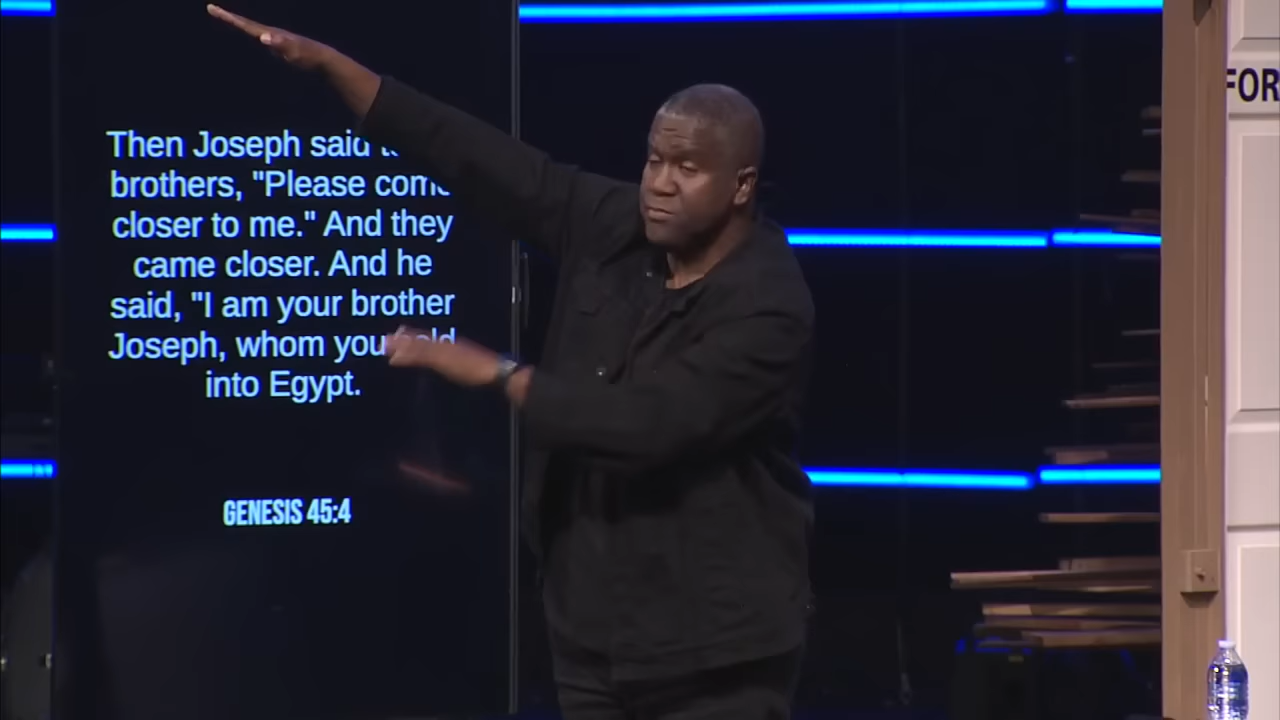 Then Joseph said
brothers, "Please come
closer to me." And they
came closer. And he
said, "I am your brother
Joseph, whom you
into Egypt.
GENESIS 45:4
FOR